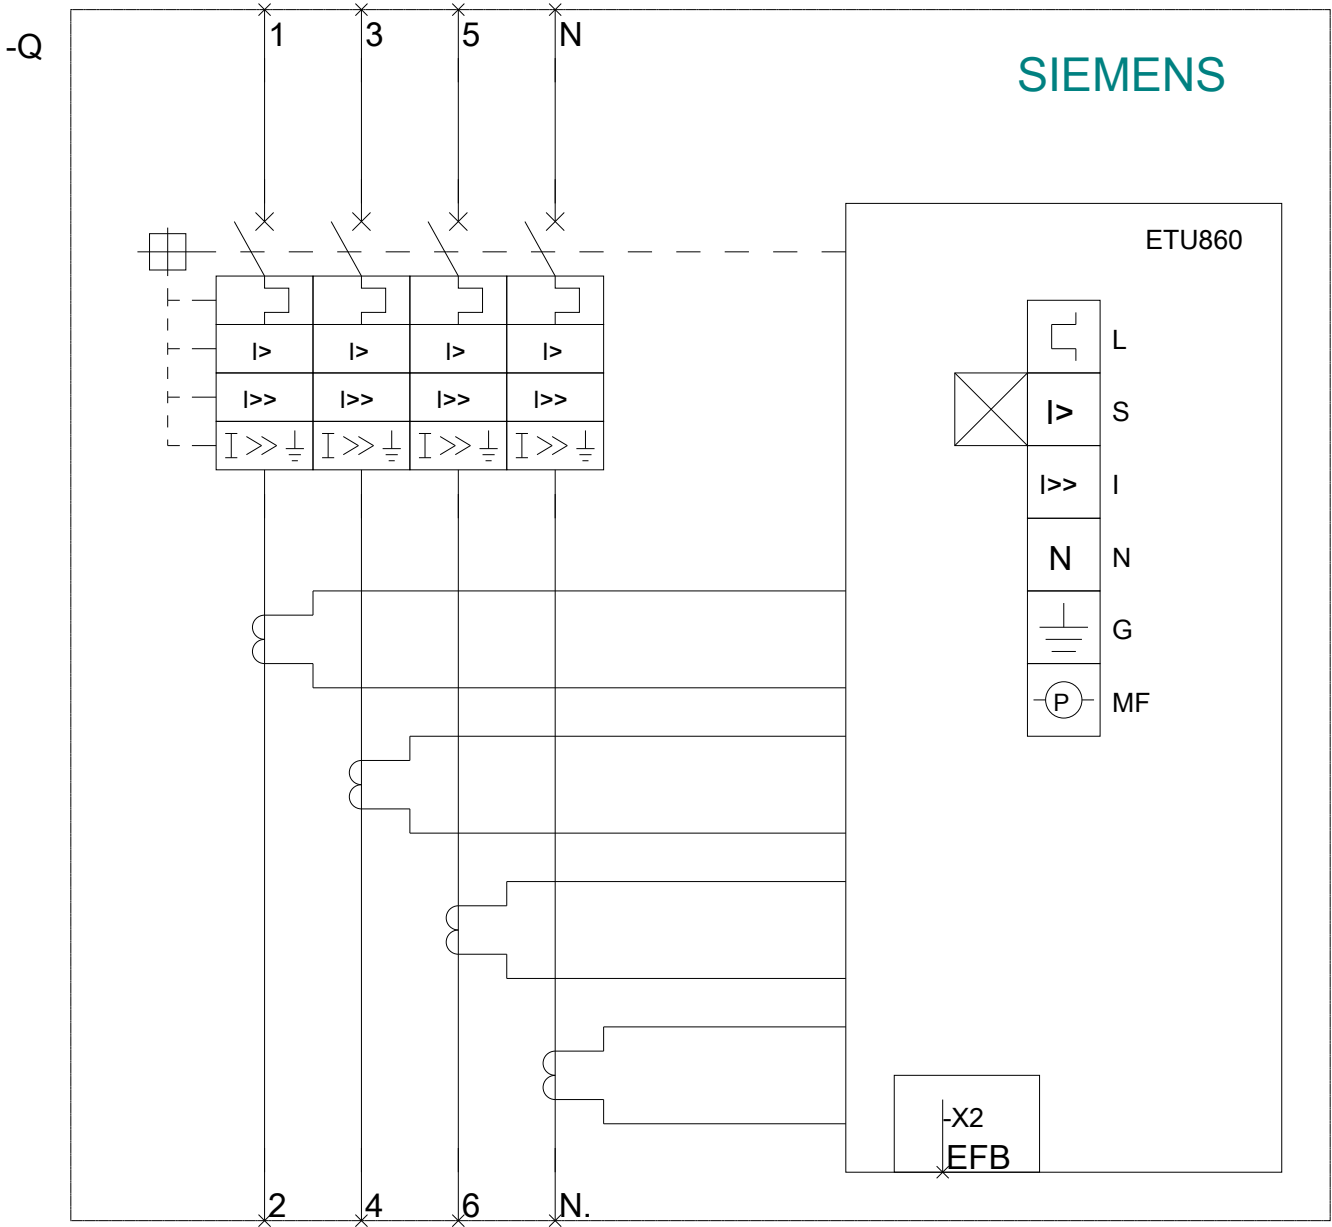 1 3 5 N
-Q
SIEMENS
ETU860
L
I> I> I> I>
I>> I>> I>> I>>
I>> I>> I>> I>>
I> S
I>> I
N N
G
P MF
-X2
EFB
2 4 6 N.